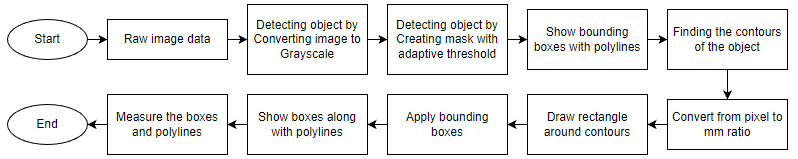 Start
Raw image data
Detecting object by
Converting image to
Grayscale
Detecting object by
Creating mask with
adaptive threshold
Show bounding
boxes with polylines
Finding the contours
of the object
Convert from pixel to
mm ratio
Draw rectangle
around contours
Apply bounding
boxes
Show boxes along
with polylines
Measure the boxes
and polylines
End